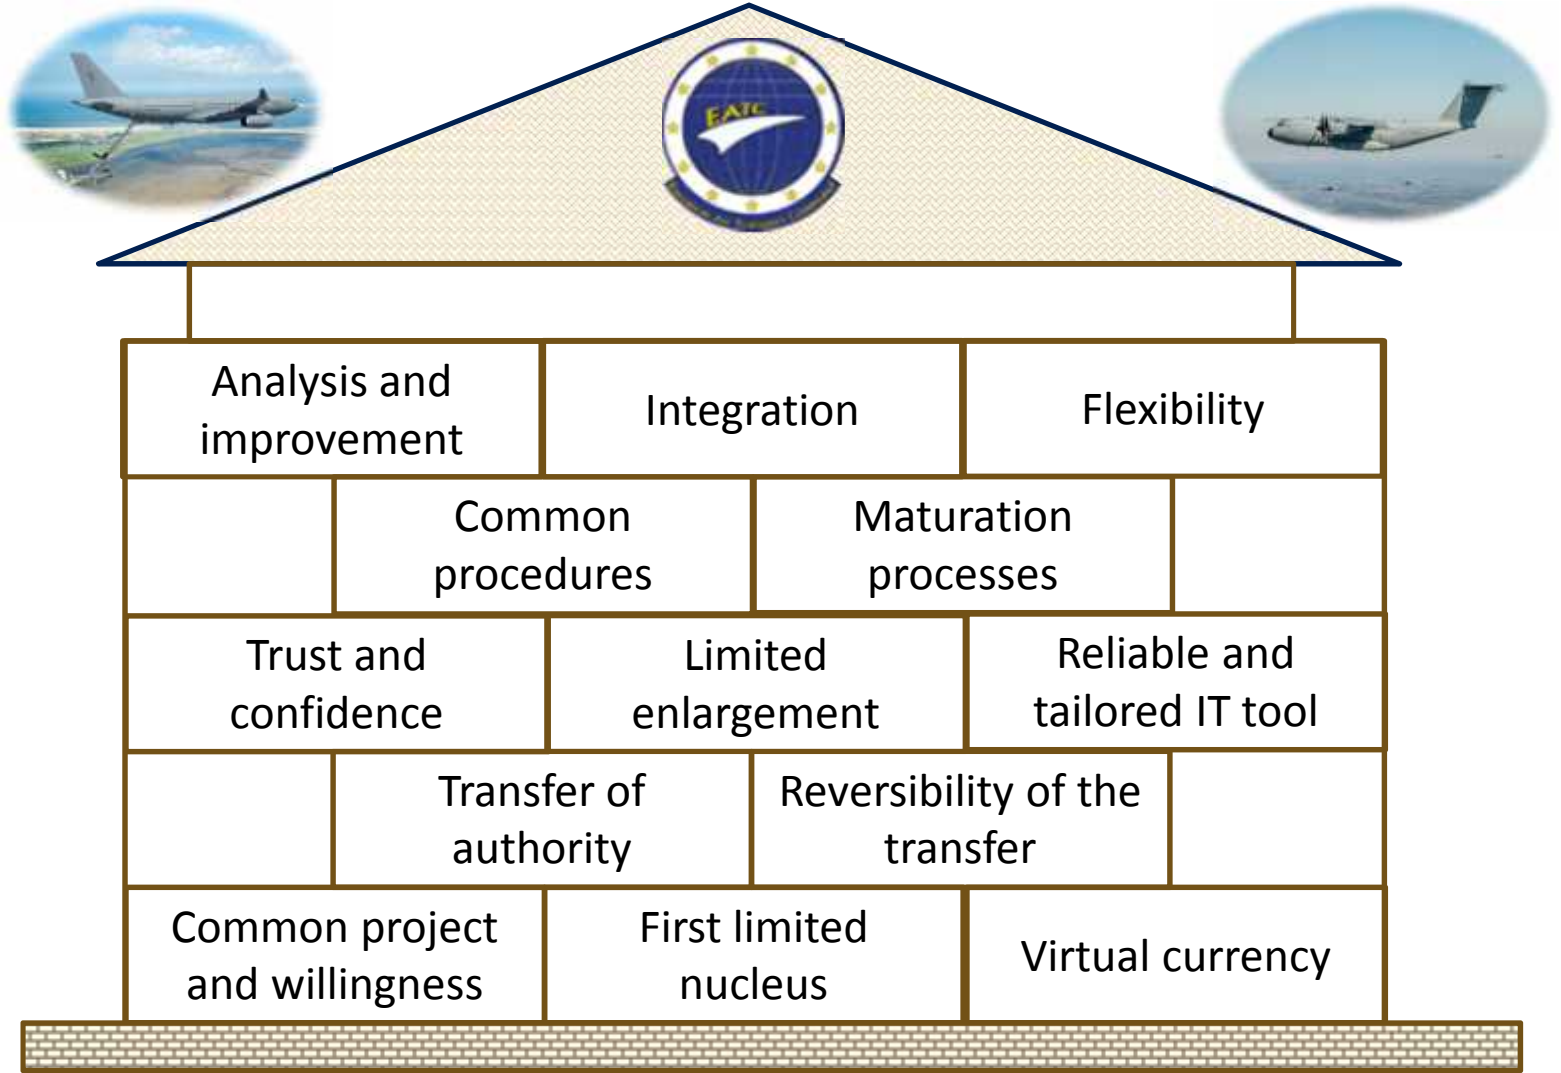 EATC
Analysis and
improvement
Integration
Flexibility
Common
procedures
Maturation
processes
Trust and
confidence
Limited
enlargement
Reliable and
tailored IT tool
Transfer of
authority
Reversibility of the
transfer
Common project
and willingness
First limited
nucleus
Virtual currency